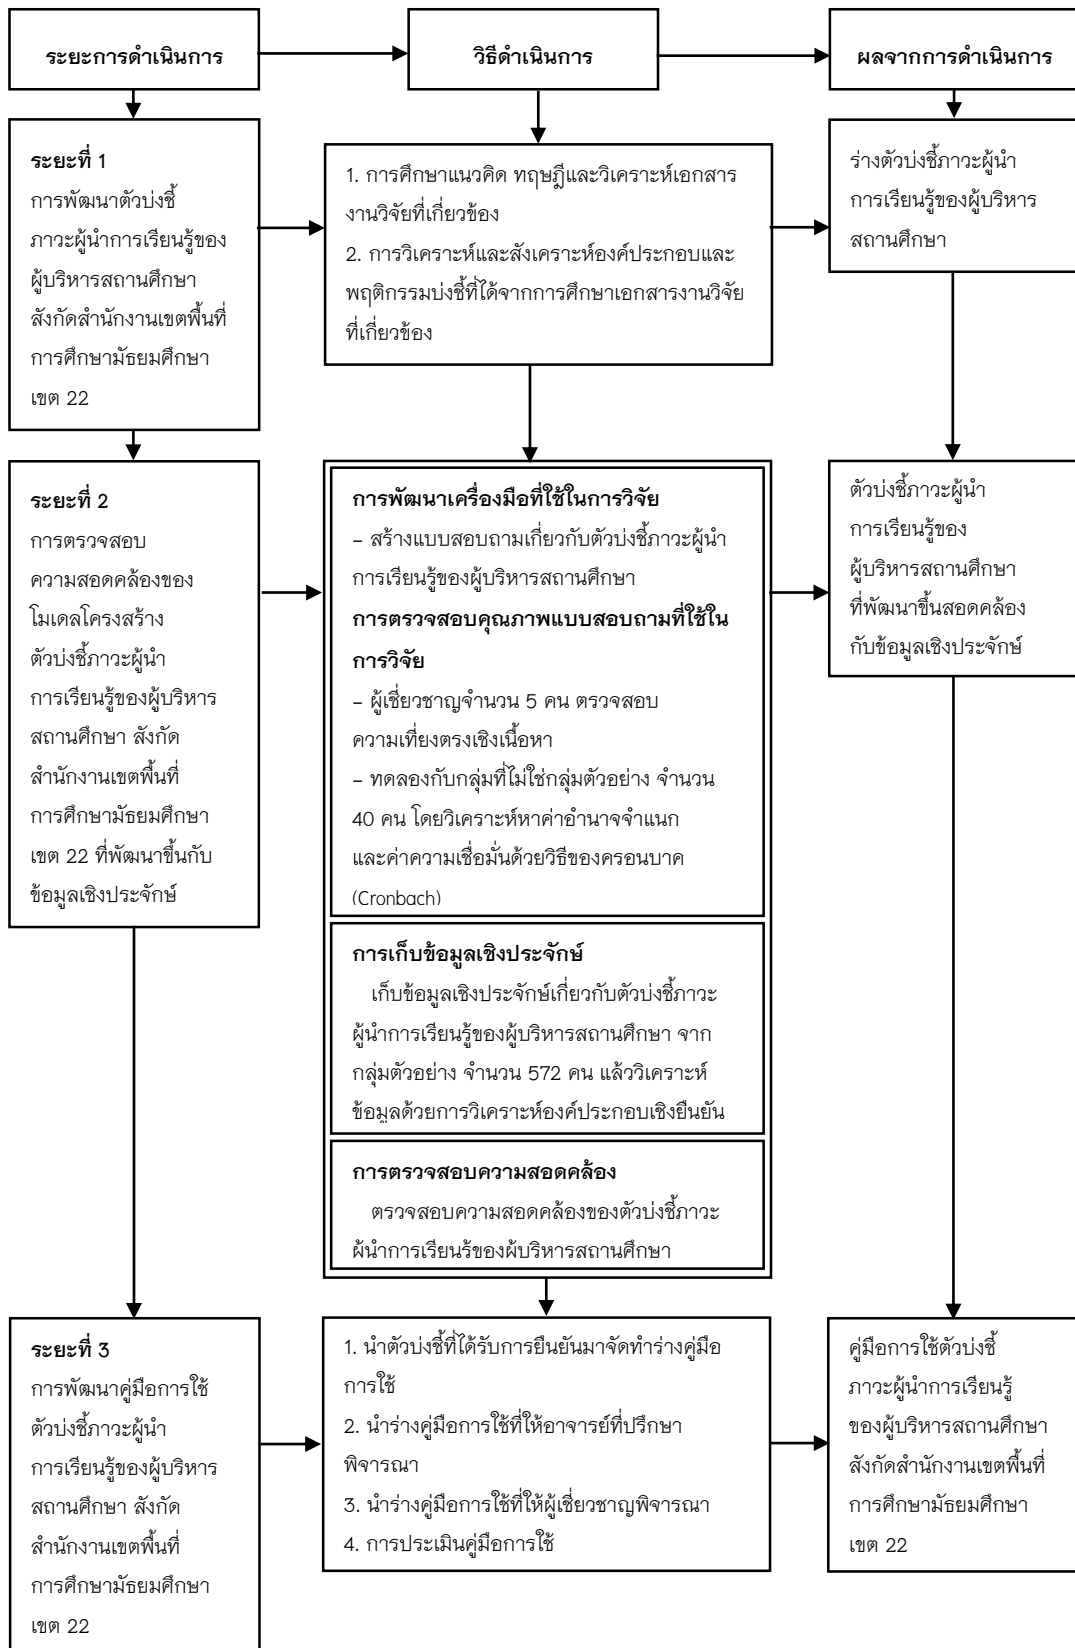 ระยะการดำเนินการ
วิธีดำเนินการ
ผลจากการดำเนินการ
ระยะที่ 1
การพัฒนาตัวบ่งชี้
ภาวะผู้นำการเรียนรู้ของ
ผู้บริหารสถานศึกษา
สังกัดสำนักงานเขตพื้นที่
การศึกษามัธยมศึกษา
เขต 22
1. การศึกษาแนวคิด ทฤษฎีและวิเคราะห์เอกสาร
งานวิจัยที่เกี่ยวข้อง
2. การวิเคราะห์และสังเคราะห์องค์ประกอบและ
พฤติกรรมบ่งชี้ที่ได้จากการศึกษาเอกสารงานวิจัย
ที่เกี่ยวข้อง
ร่างตัวบ่งชี้ภาวะผู้นำ
การเรียนรู้ของผู้บริหาร
สถานศึกษา
ระยะที่ 2
การตรวจสอบ
ความสอดคล้องของ
โมเดลโครงสร้าง
ตัวบ่งชี้ภาวะผู้นำ
การเรียนรู้ของผู้บริหาร
สถานศึกษา สังกัด
สำนักงานเขตพื้นที่
การศึกษามัธยมศึกษา
เขต 22 ที่พัฒนาขึ้นกับ
ข้อมูลเชิงประจักษ์
การพัฒนาเครื่องมือที่ใช้ในการวิจัย
– สร้างแบบสอบถามเกี่ยวกับตัวบ่งชี้ภาวะผู้นำ
การเรียนรู้ของผู้บริหารสถานศึกษา
การตรวจสอบคุณภาพแบบสอบถามที่ใช้ใน
การวิจัย
– ผู้เชี่ยวชาญจำนวน 5 คน ตรวจสอบ
ความเที่ยงตรงเชิงเนื้อหา
– ทดลองกับกลุ่มที่ไม่ใช่กลุ่มตัวอย่าง จำนวน
40 คน โดยวิเคราะห์หาค่าอำนาจจำแนก
และค่าความเชื่อมั่นด้วยวิธีของครอนบาค
(Cronbach)
การเก็บข้อมูลเชิงประจักษ์
เก็บข้อมูลเชิงประจักษ์เกี่ยวกับตัวบ่งชี้ภาวะ
ผู้นำการเรียนรู้ของผู้บริหารสถานศึกษา จาก
กลุ่มตัวอย่าง จำนวน 572 คน แล้ววิเคราะห์
ข้อมูลด้วยการวิเคราะห์องค์ประกอบเชิงยืนยัน
การตรวจสอบความสอดคล้อง
ตรวจสอบความสอดคล้องของตัวบ่งชี้ภาวะ
ผู้นำการเรียนรู้ของผู้บริหารสถานศึกษา
ตัวบ่งชี้ภาวะผู้นำ
การเรียนรู้ของ
ผู้บริหารสถานศึกษา
ที่พัฒนาขึ้นสอดคล้อง
กับข้อมูลเชิงประจักษ์
ระยะที่ 3
การพัฒนาคู่มือการใช้
ตัวบ่งชี้ภาวะผู้นำ
การเรียนรู้ของผู้บริหาร
สถานศึกษา สังกัด
สำนักงานเขตพื้นที่
การศึกษามัธยมศึกษา
เขต 22
1. นำตัวบ่งชี้ที่ได้รับการยืนยันมาจัดทำร่างคู่มือ
การใช้
2. นำร่างคู่มือการใช้ที่ให้อาจารย์ที่ปรึกษา
พิจารณา
3. นำร่างคู่มือการใช้ที่ให้ผู้เชี่ยวชาญพิจารณา
4. การประเมินคู่มือการใช้
คู่มือการใช้ตัวบ่งชี้
ภาวะผู้นำการเรียนรู้
ของผู้บริหารสถานศึกษา
สังกัดสำนักงานเขตพื้นที่
การศึกษามัธยมศึกษา
เขต 22